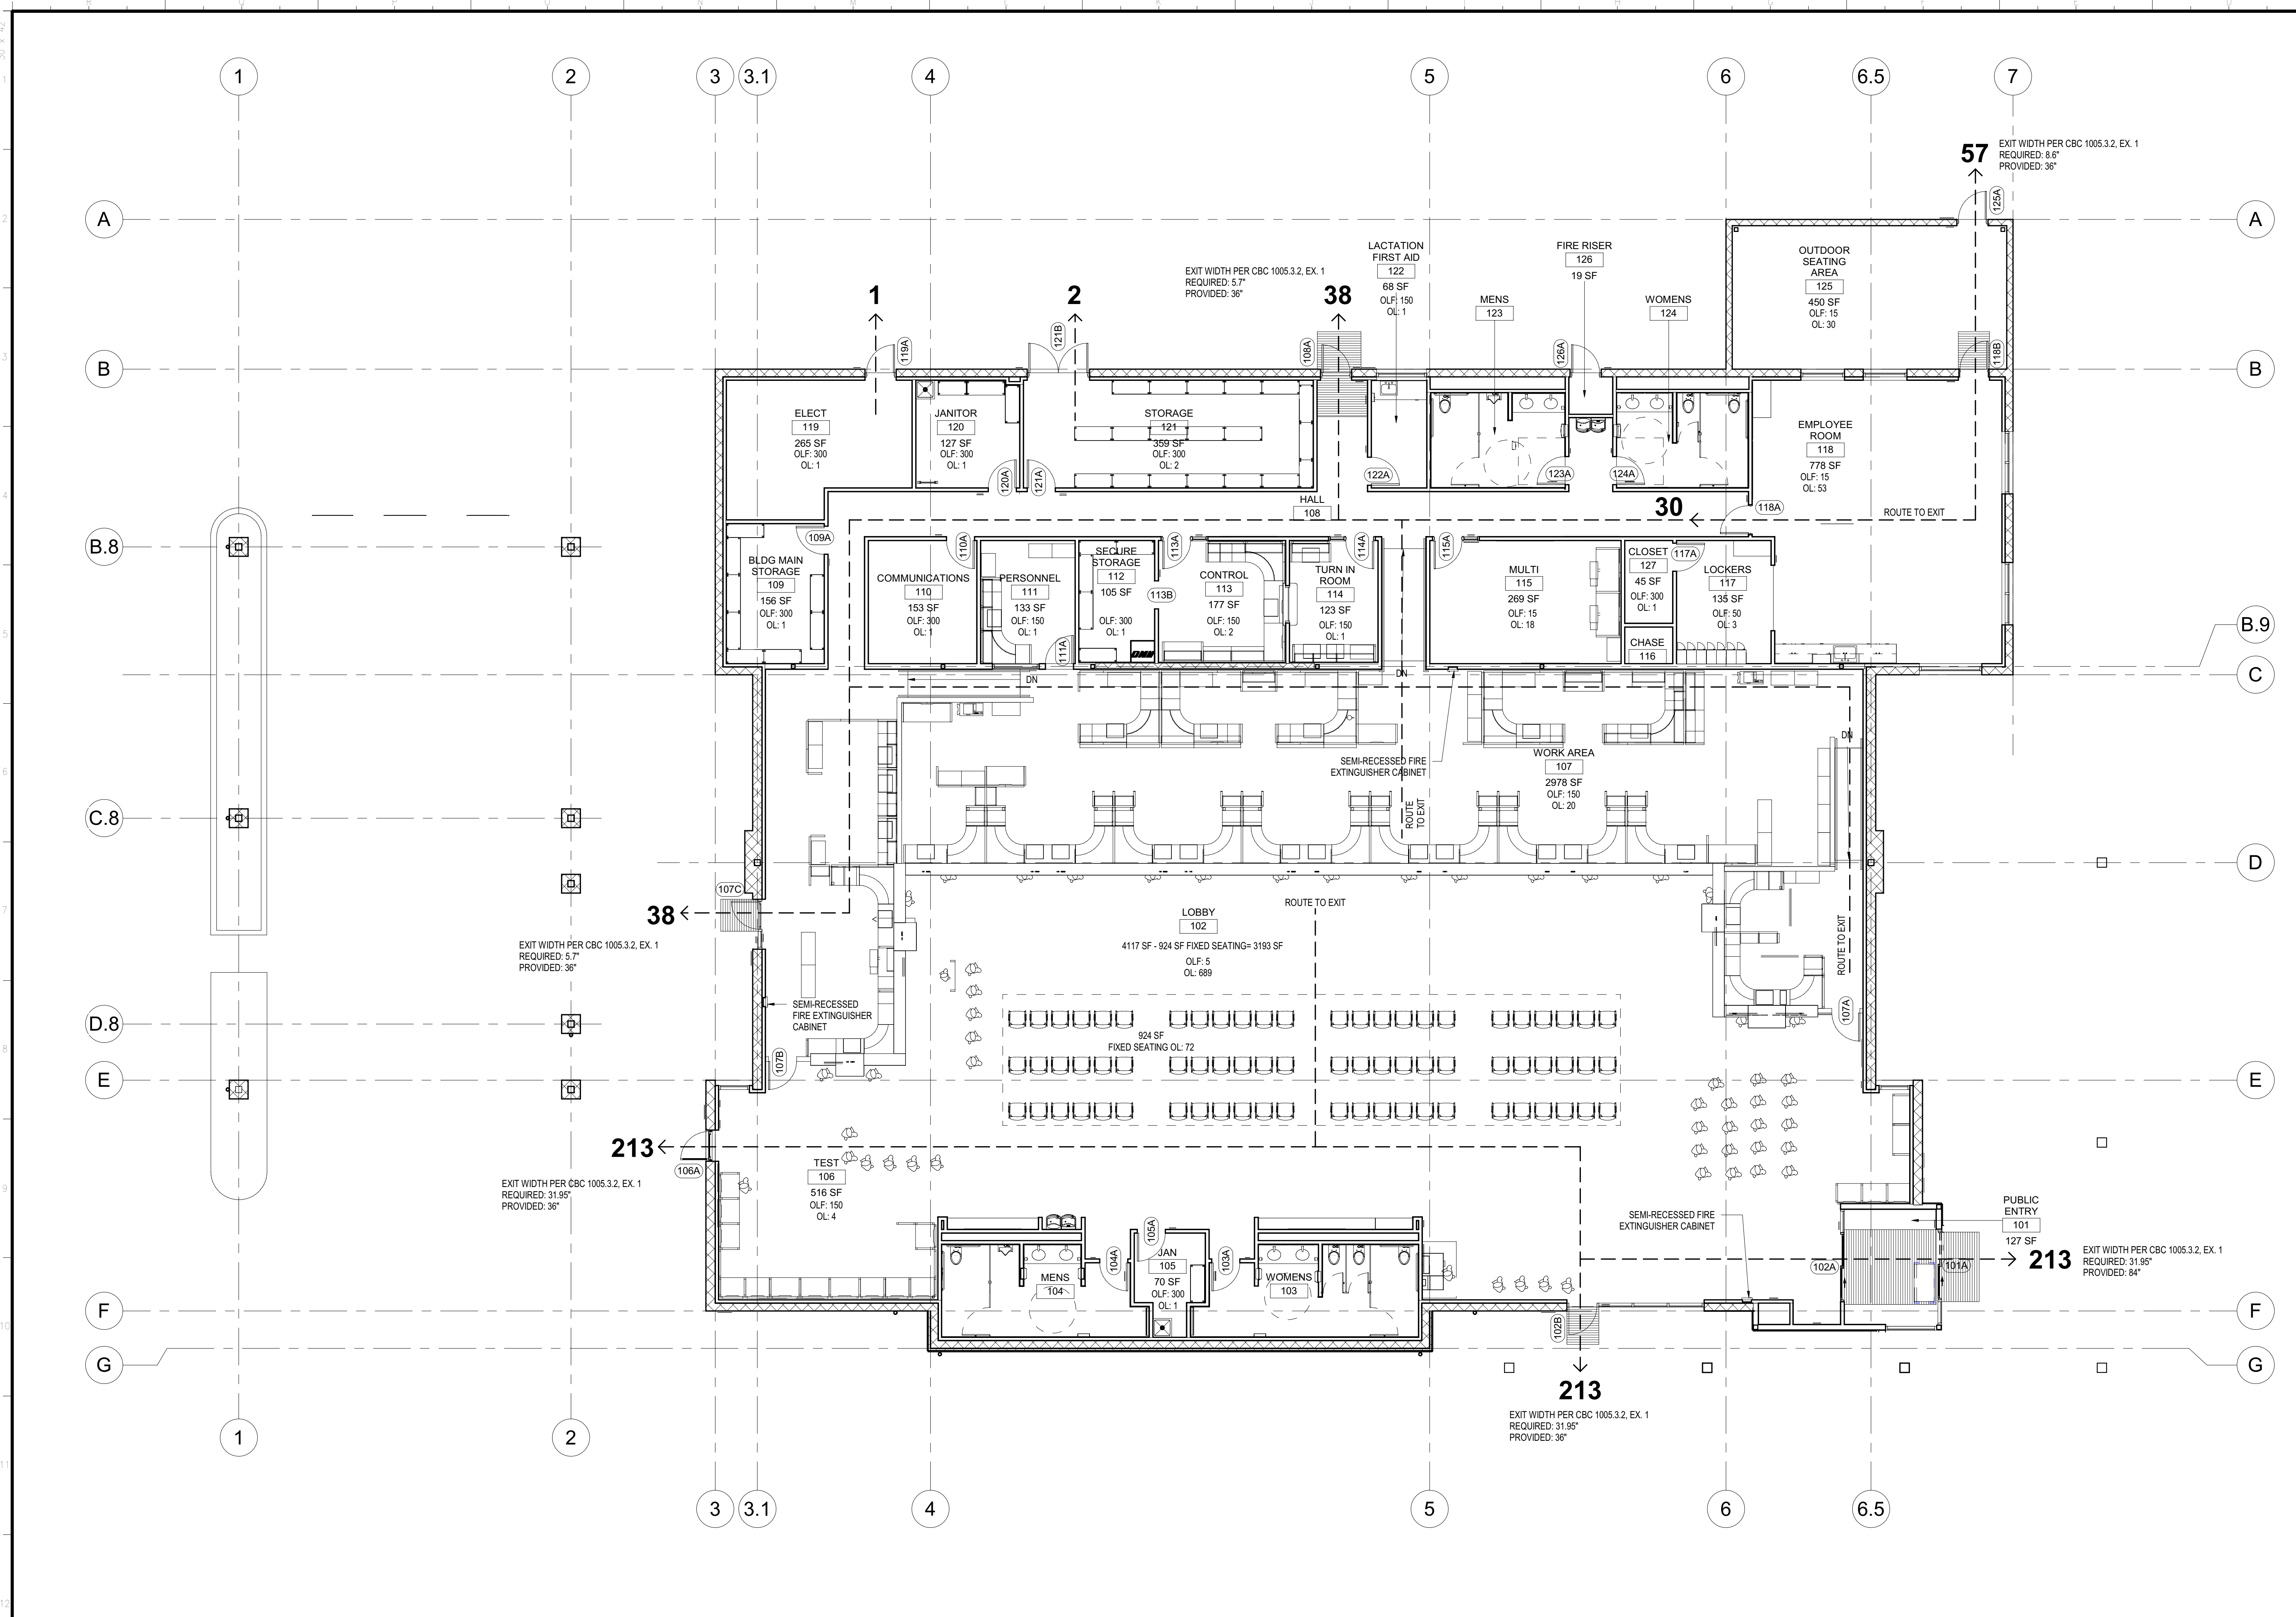 1
2
3
3.1
4
5
6
6.5
7
57
EXIT WIDTH PER CBC 1005.3.2, EX. 1
REQUIRED: 8.6"
PROVIDED: 36"
125A
A
A
OUTDOOR
SEATING
AREA
125
450 SF
OLF: 15
OL: 30
LACTATION
FIRST AID
122
68 SF
OLF: 150
OL: 1
FIRE RISER
126
19 SF
EXIT WIDTH PER CBC 1005.3.2, EX. 1
REQUIRED: 5.7"
PROVIDED: 36"
1
2
38
MENS
123
WOMENS
124
119A
121B
108A
126A
118B
B
B
ELECT
119
265 SF
OLF: 300
OL: 1
JANITOR
120
127 SF
OLF: 300
OL: 1
STORAGE
121
359 SF
OLF: 300
OL: 2
EMPLOYEE
ROOM
118
778 SF
OLF: 15
OL: 53
120A
121A
122A
123A
124A
HALL
108
30
118A
ROUTE TO EXIT
B.8
109A
110A
113A
114A
115A
117A
BLDG MAIN
STORAGE
109
156 SF
OLF: 300
OL: 1
COMMUNICATIONS
110
153 SF
OLF: 300
OL: 1
PERSONNEL
111
133 SF
OLF: 150
OL: 1
111A
SECURE
STORAGE
112
105 SF
OLF: 300
OL: 1
113B
CONTROL
113
177 SF
OLF: 150
OL: 2
TURN IN
ROOM
114
123 SF
OLF: 150
OL: 1
MULTI
115
269 SF
OLF: 15
OL: 18
CLOSET
127
45 SF
OLF: 300
OL: 1
CHASE
116
LOCKERS
117
135 SF
OLF: 50
OL: 3
B.9
C
DN
DN
DN
SEMI-RECESSED FIRE
EXTINGUISHER CABINET
WORK AREA
107
2978 SF
OLF: 150
OL: 20
ROUTE
TO EXIT
C.8
D
107C
38
EXIT WIDTH PER CBC 1005.3.2, EX. 1
REQUIRED: 5.7"
PROVIDED: 36"
LOBBY
102
4117 SF - 924 SF FIXED SEATING= 3193 SF
OLF: 5
OL: 689
ROUTE TO EXIT
ROUTE TO EXIT
SEMI-RECESSED
FIRE EXTINGUISHER
CABINET
D.8
924 SF
FIXED SEATING OL: 72
107A
107B
E
E
213
106A
EXIT WIDTH PER CBC 1005.3.2, EX. 1
REQUIRED: 31.95"
PROVIDED: 36"
TEST
106
516 SF
OLF: 150
OL: 4
SEMI-RECESSED FIRE
EXTINGUISHER CABINET
PUBLIC
ENTRY
101
127 SF
213
EXIT WIDTH PER CBC 1005.3.2, EX. 1
REQUIRED: 31.95"
PROVIDED: 84"
102A
101A
MENS
104
104A
105A
JAN
105
70 SF
OLF: 300
OL: 1
103A
WOMENS
103
F
F
102B
G
G
213
EXIT WIDTH PER CBC 1005.3.2, EX. 1
REQUIRED: 31.95"
PROVIDED: 36"
1
2
3
3.1
4
5
6
6.5